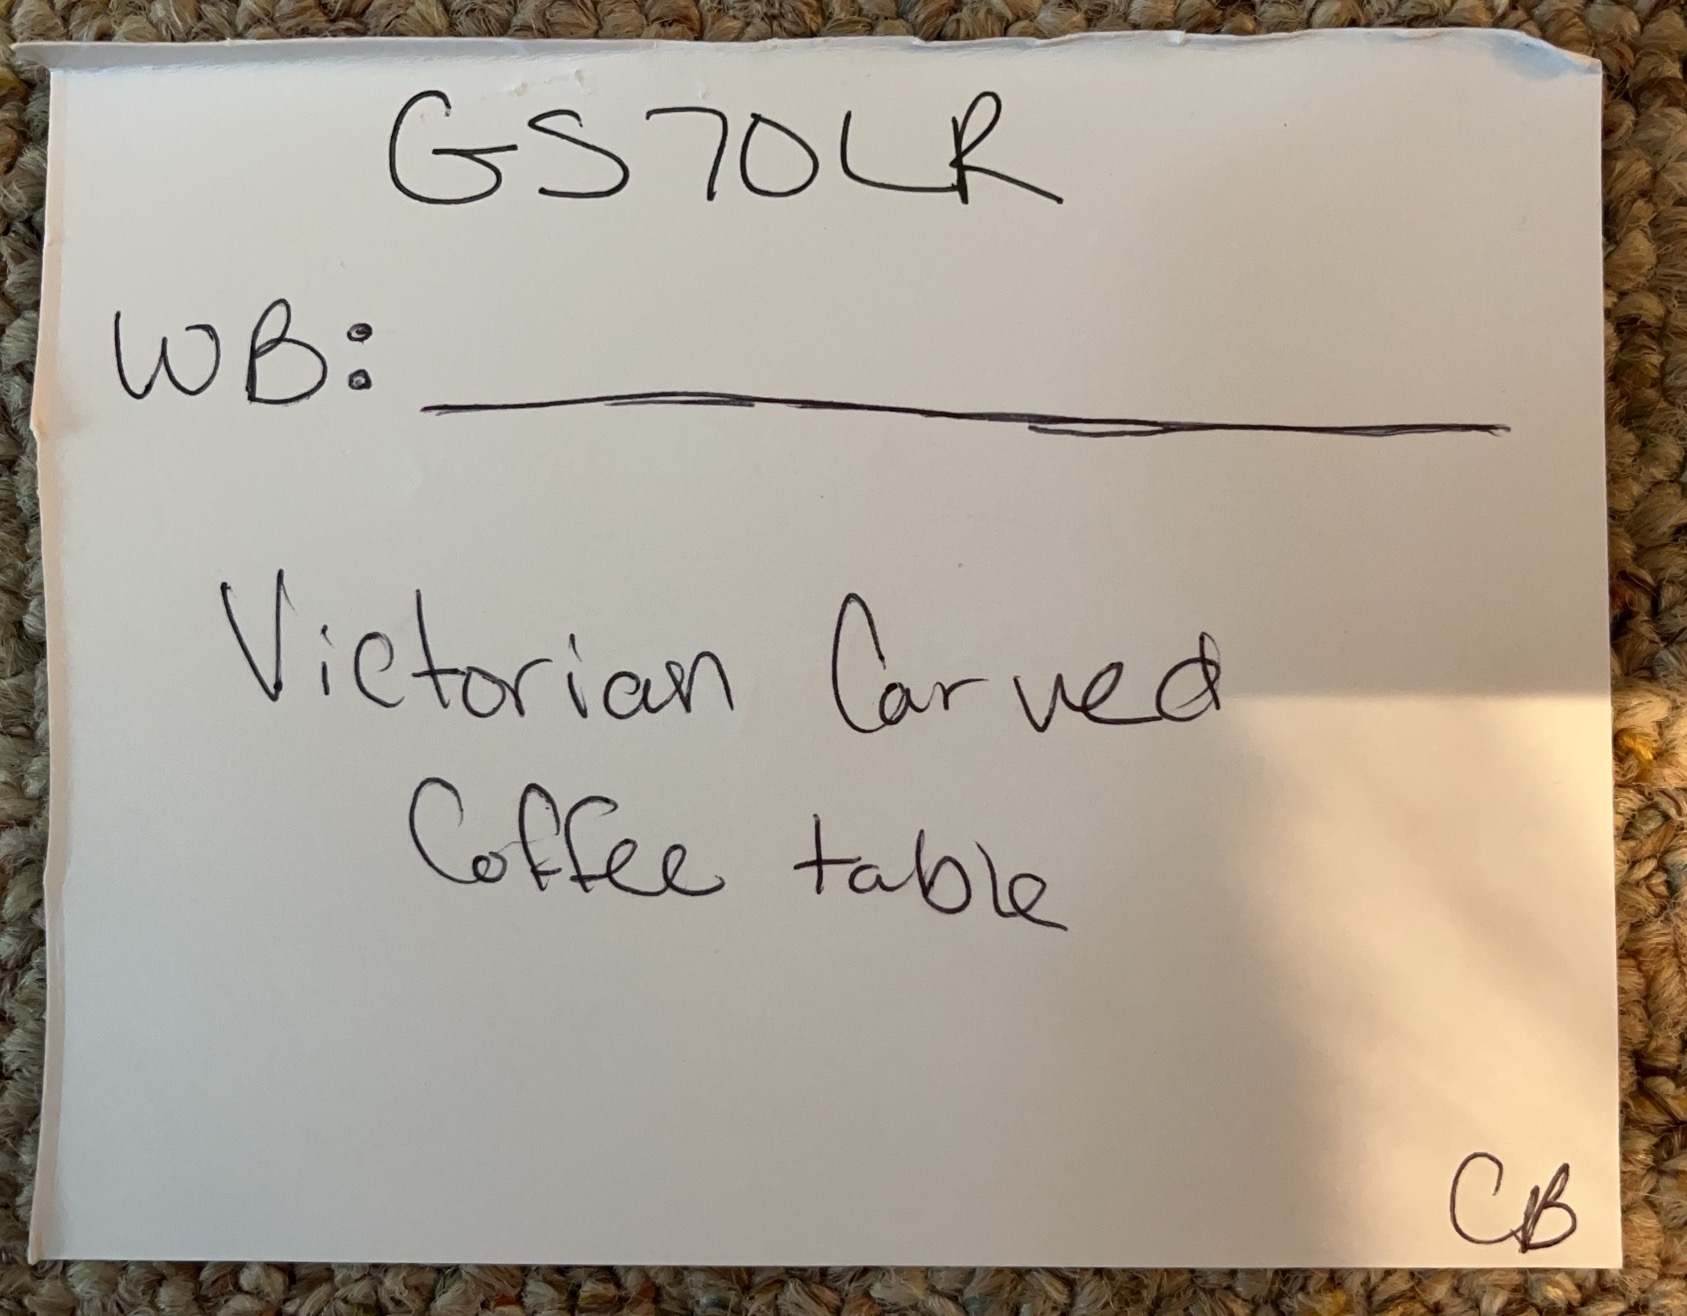 GS70LR
WB:
Victorian Carved
Coffee table
CB